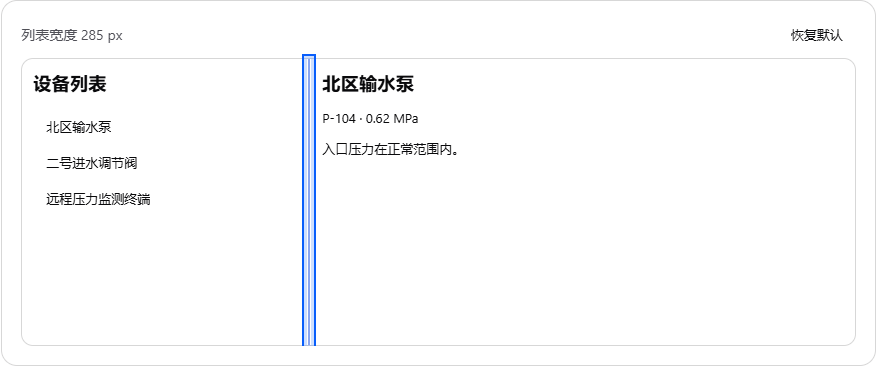 列表宽度 285 px
恢复默认
设备列表
北区输水泵
二号进水调节阀
远程压力监测终端
北区输水泵
P-104 · 0.62 MPa
入口压力在正常范围内。